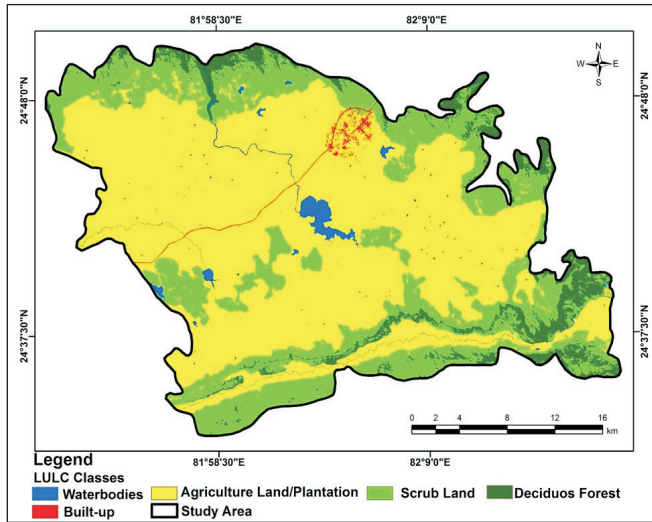 81°58'30"E 82°9'0"E
N
W E
S
24°48'0"N 24°48'0"N
24°37'30"N 24°37'30"N
0 2 4 8 12 16
km
81°58'30"E 82°9'0"E
Legend
LULC Classes
Waterbodies Agriculture Land/Plantation Scrub Land Deciduos Forest
Built-up Study Area